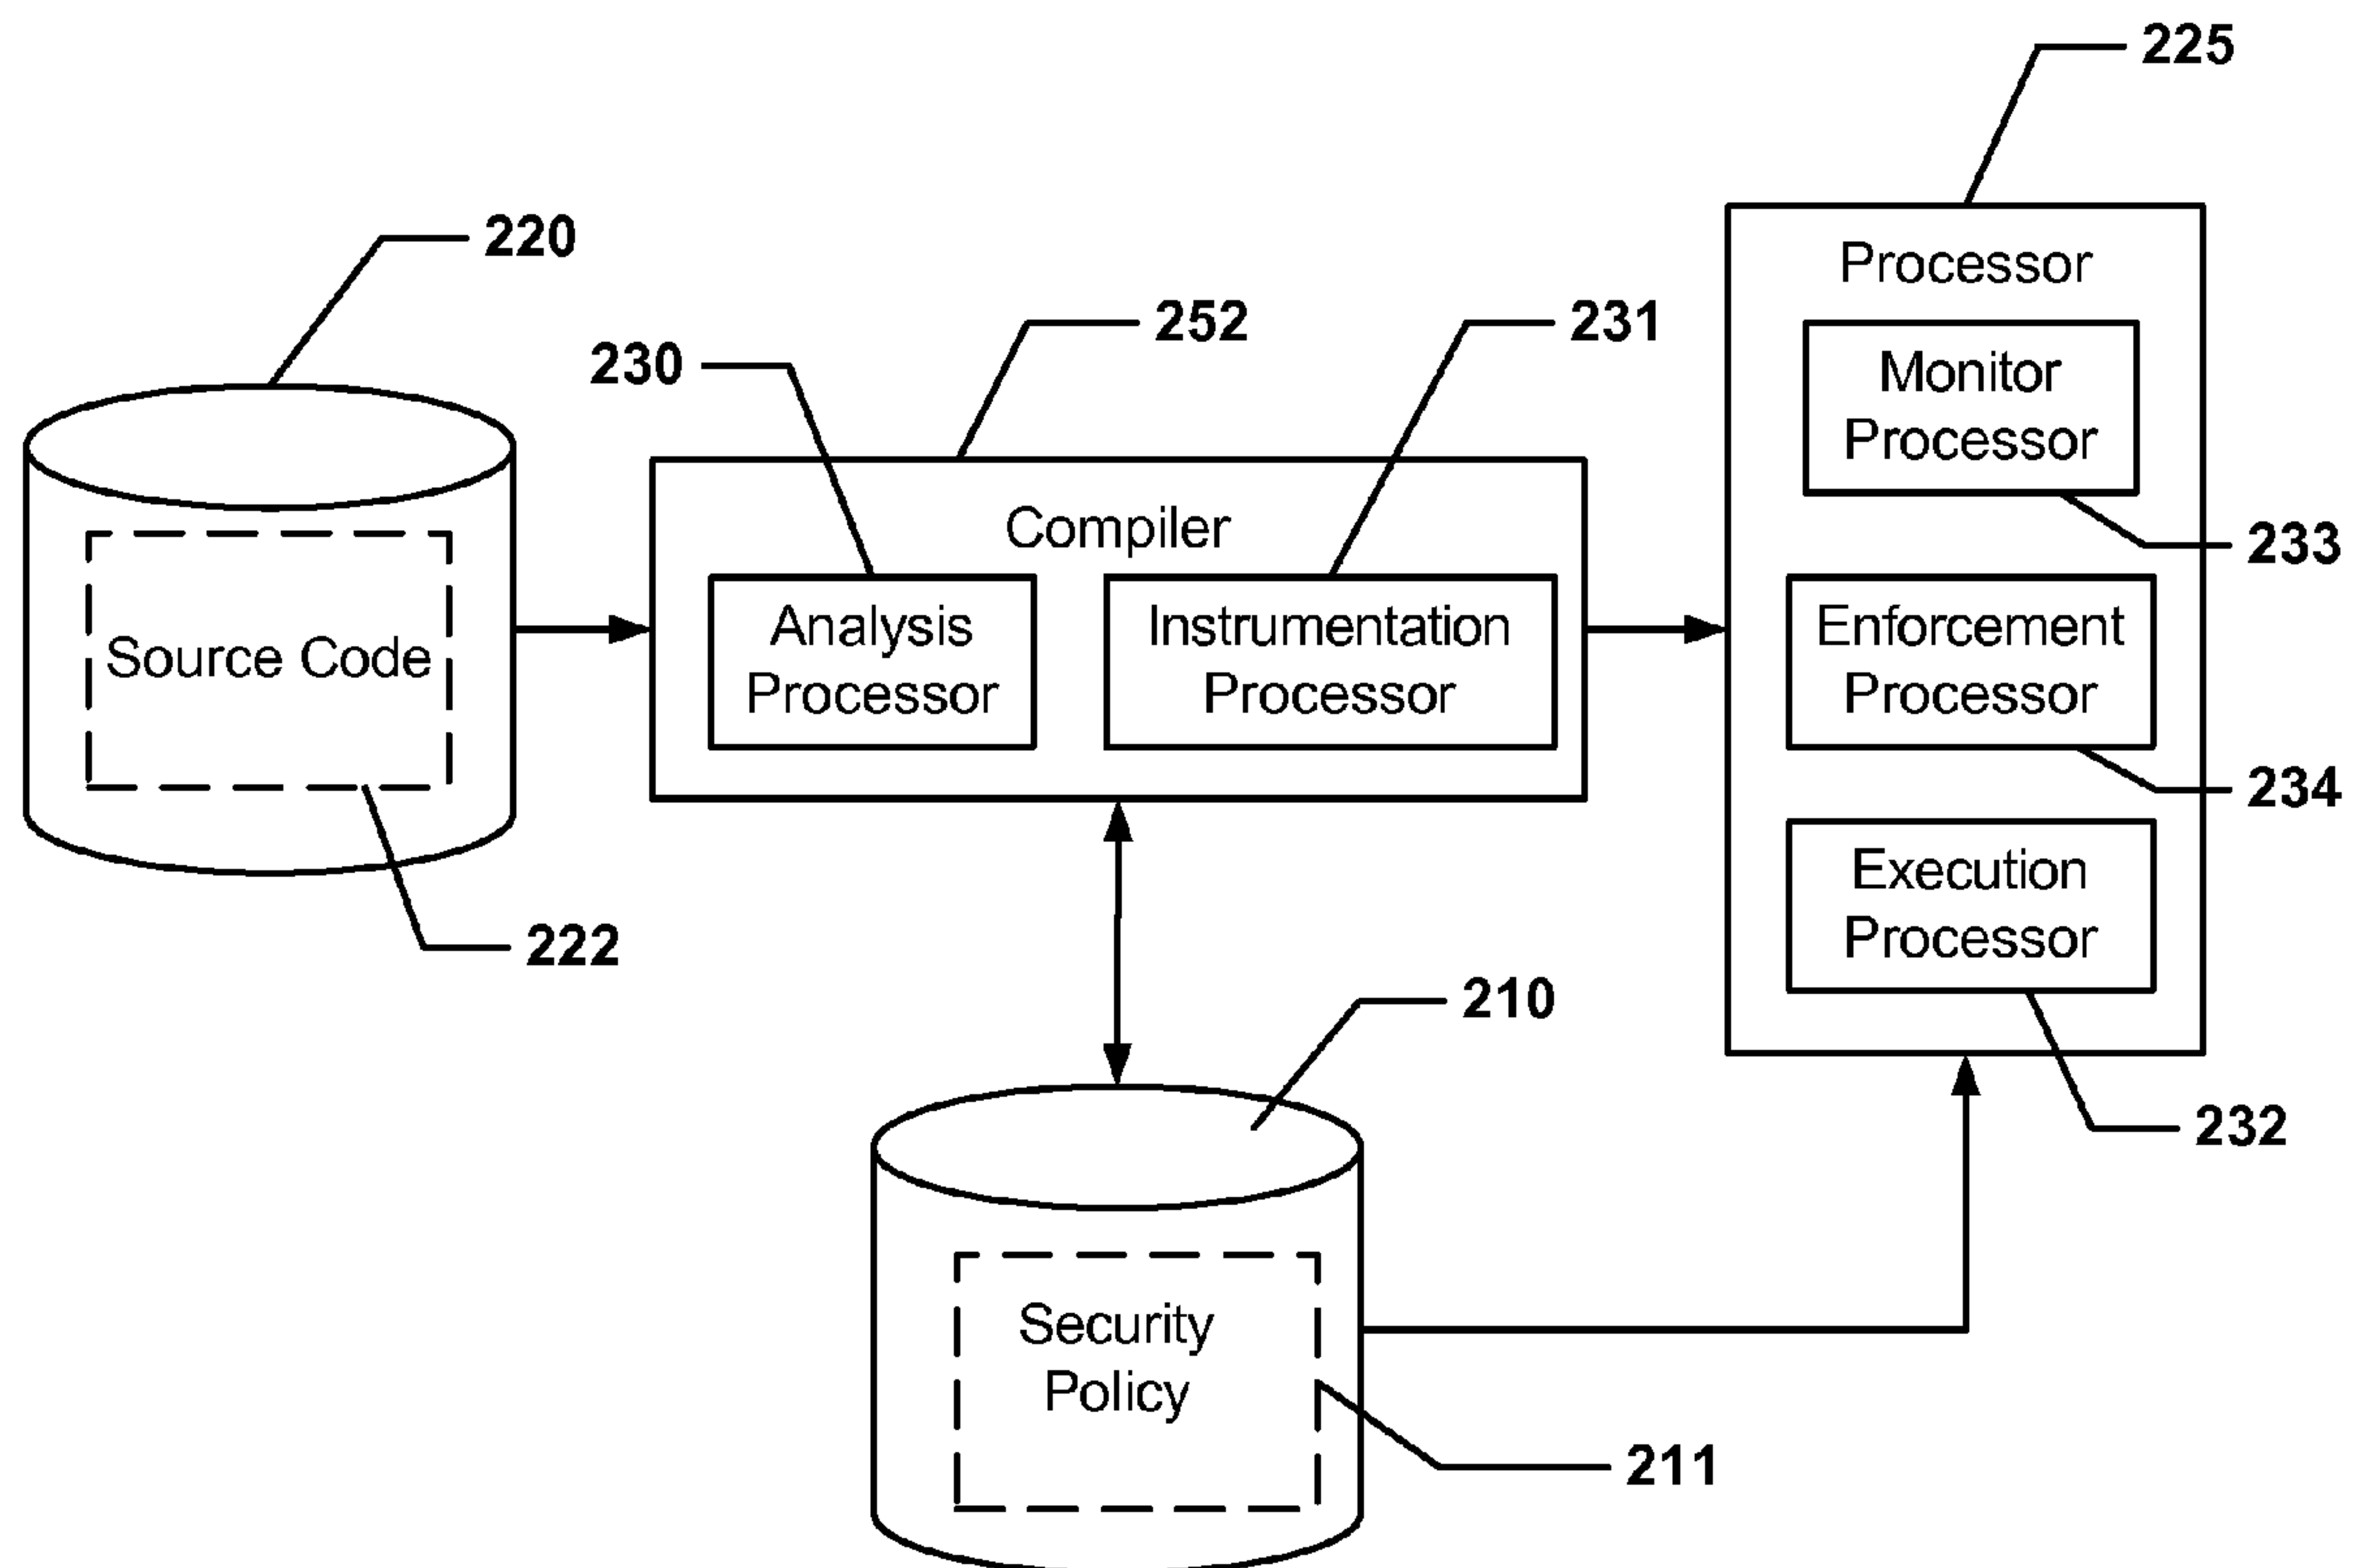 225
220
Processor
252
231
230
Monitor
Processor
Compiler
233
Source Code
Analysis
Processor
Instrumentation
Processor
Enforcement
Processor
234
222
Execution
Processor
210
232
Security
Policy
211